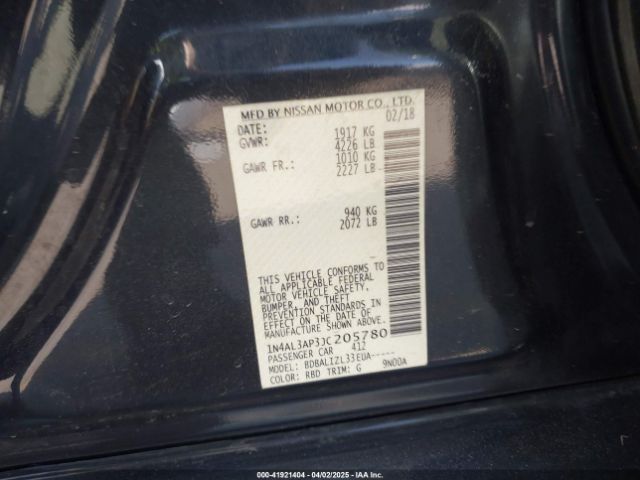 MFD BY NISSAN MOTOR CO., LTD.
DATE: 02/18
GVWR: 1917 KG
4226 LB
GAWR FR.: 1010 KG
2227 LB
GAWR RR.: 940 KG
2072 LB
THIS VEHICLE CONFORMS TO
ALL APPLICABLE FEDERAL
MOTOR VEHICLE SAFETY,
BUMPER, AND THEFT
PREVENTION STANDARDS IN
EFFECT ON THE DATE OF
MANUFACTURE SHOWN ABOVE.
1N4AL3AP3JC205780
PASSENGER CAR 412
MODEL: BDBALIZL33EUA-----
COLOR: RBD TRIM: G 9N00A
000-41921404 - 04/02/2025 - IAA Inc.